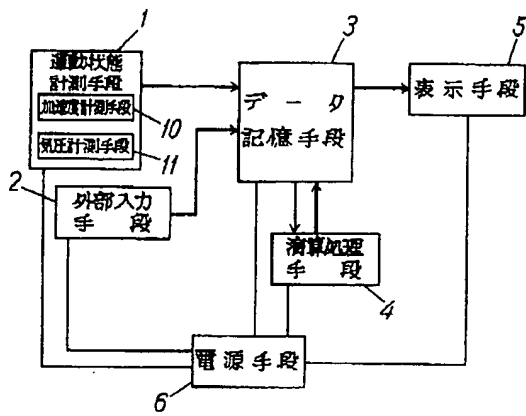 1
運動状態
計測手段
加速度計測手段
10
気圧計測手段
11
2
外部入力
手段
3
データ
記憶手段
演算処理
手段
4
5
表示手段
電源手段
6